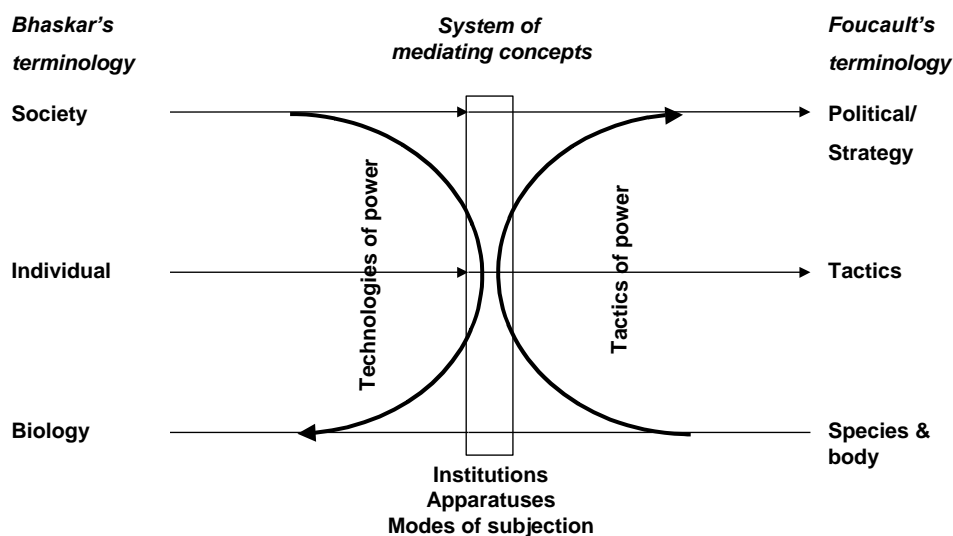 Bhaskar's
terminology
System of
mediating concepts
Foucault's
terminology
Society
Political/
Strategy
Technologies of power
Tactics of power
Individual
Tactics
Biology
Species &
body
Institutions
Apparatuses
Modes of subjection